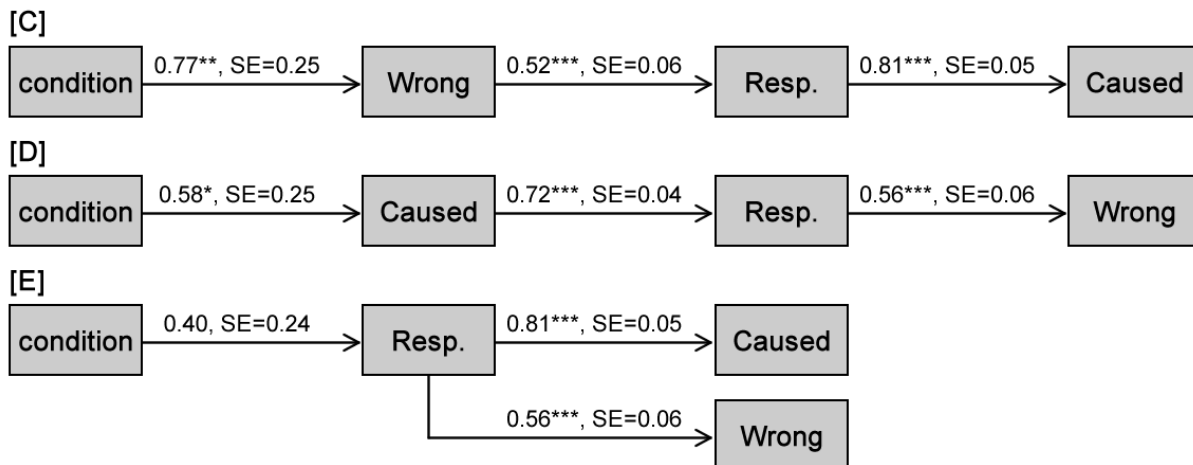 [C]
condition 0.77**, SE=0.25 Wrong 0.52***, SE=0.06 Resp. 0.81***, SE=0.05 Caused
[D]
condition 0.58*, SE=0.25 Caused 0.72***, SE=0.04 Resp. 0.56***, SE=0.06 Wrong
[E]
condition 0.40, SE=0.24 Resp. 0.81***, SE=0.05 Caused
0.56***, SE=0.06 Wrong